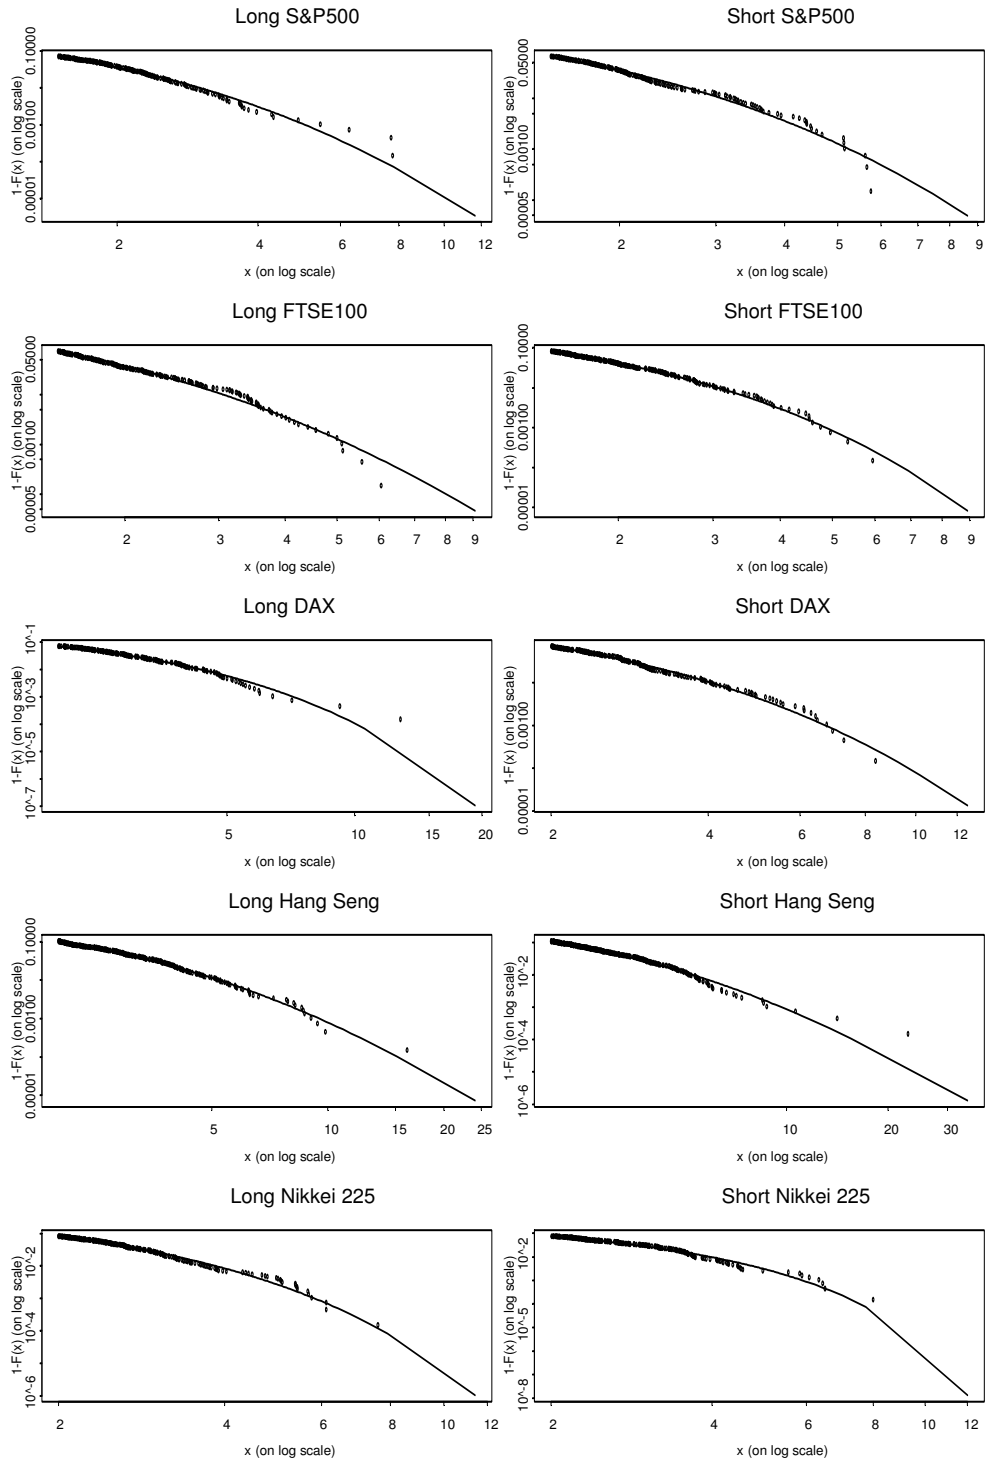 Long S&P500
Short S&P500
1-F(x) (on log scale)
0.00001 0.00100 0.10000
2 4 6 8 10 12
x (on log scale)
1-F(x) (on log scale)
0.00005 0.00100 0.05000
2 3 4 5 6 7 8 9
x (on log scale)
Long FTSE100
Short FTSE100
1-F(x) (on log scale)
0.00005 0.00100 0.05000
2 3 4 5 6 7 8 9
x (on log scale)
1-F(x) (on log scale)
0.00001 0.00100 0.10000
2 3 4 5 6 7 8 9
x (on log scale)
Long DAX
Short DAX
1-F(x) (on log scale)
10^-7 10^-5 10^-3 10^-1
5 10 15 20
x (on log scale)
1-F(x) (on log scale)
0.00001 0.00100
2 4 6 8 10 12
x (on log scale)
Long Hang Seng
Short Hang Seng
1-F(x) (on log scale)
0.00001 0.00100 0.10000
5 10 15 20 25
x (on log scale)
1-F(x) (on log scale)
10^-6 10^-4 10^-2
10 20 30
x (on log scale)
Long Nikkei 225
Short Nikkei 225
1-F(x) (on log scale)
10^-6 10^-4 10^-2
2 4 6 8 10 12
x (on log scale)
1-F(x) (on log scale)
10^-8 10^-5 10^-2
2 4 6 8 10 12
x (on log scale)